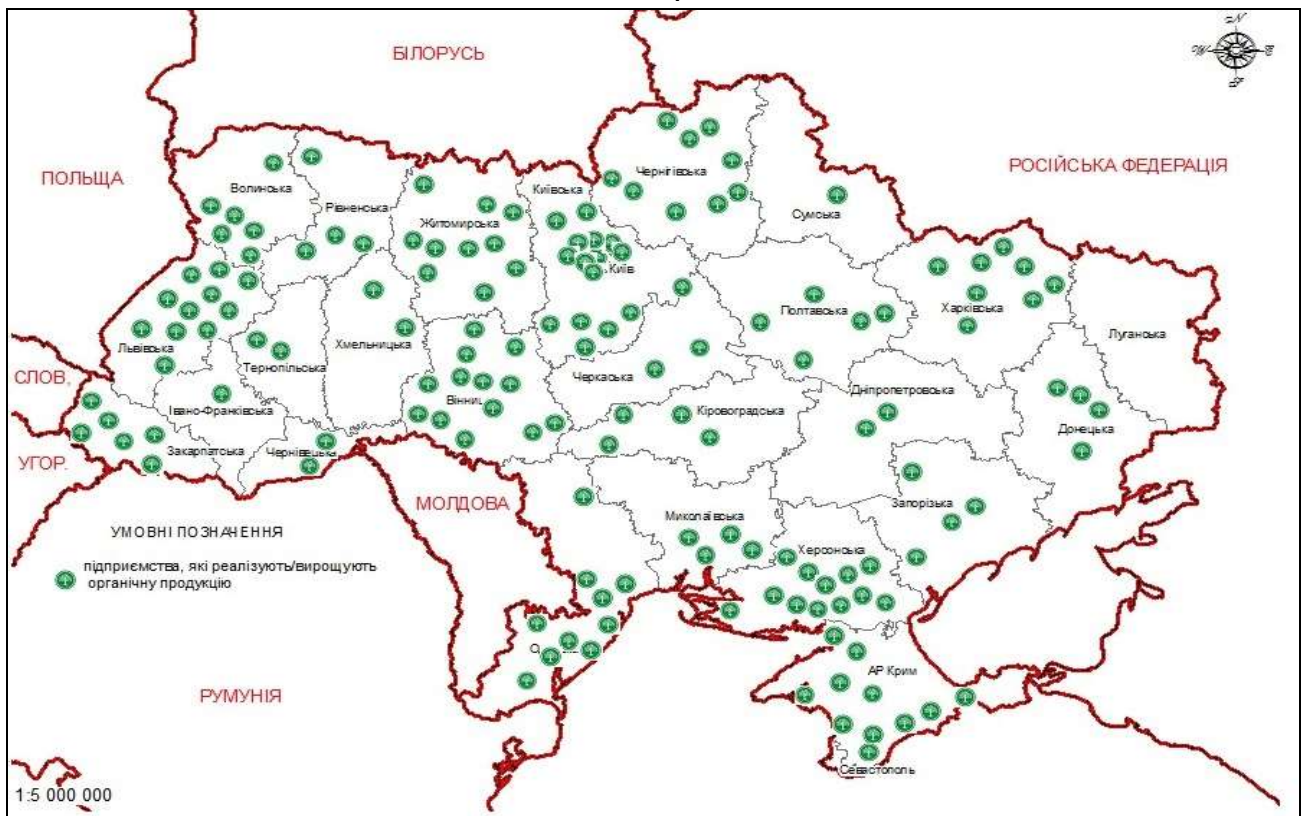 N
W
E
БІЛОРУСЬ
ПОЛЬЩА
РОСІЙСЬКА ФЕДЕРАЦІЯ
Волинська
Рівненська
Житомирська
Київська
Чернігівська
Сумська
Київ
Львівська
Тернопільська
Хмельницька
Полтавська
Харківська
Луганська
СЛОВ.
Івано-Франківська
Вінниц
Черкаська
Кіровоградська
Дніпропетровська
Донецька
УГОР.
Закарпатська
Чернівецька
МОЛДОВА
Миколаївська
Запорізька
Херсонська
УМОВНІ ПОЗНАЧЕННЯ
підприємства, які реалізують/вирощують
органічну продукцію
РУМУНІЯ
АР Крим
Севастополь
1:5 000 000